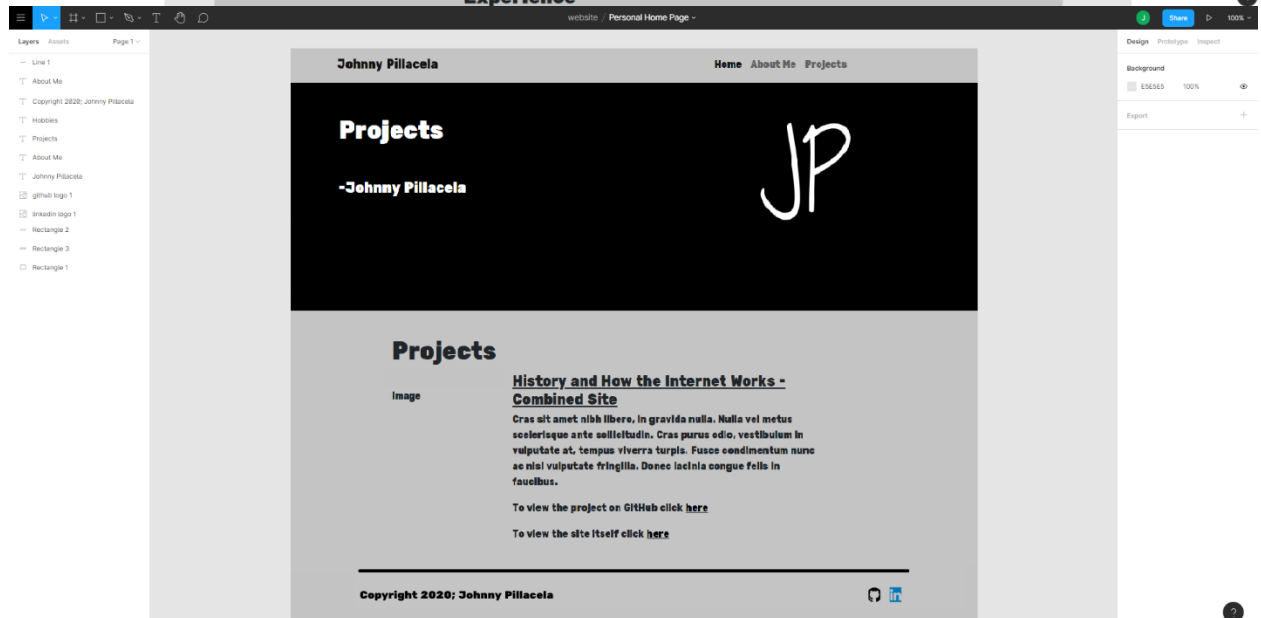 Experience
website / Personal Home Page
J
Share
100%
Layers Assets Page 1
Line 1
About Me
Copyright 2020; Johnny Pillacela
Hobbies
Projects
About Me
Johnny Pillacela
github logo 1
linkedin logo 1
Rectangle 2
Rectangle 3
Rectangle 1
Johnny Pillacela
Home About Me Projects
Projects
-Johnny Pillacela
JP
Projects
Image
History and How the Internet Works -
Combined Site
Cras sit amet nibh libero, in gravida nulla. Nulla vel metus
scelerisque ante sollicitudin. Cras purus odio, vestibulum in
vulputate at, tempus viverra turpis. Fusce condimentum nunc
ac nisi vulputate fringilla. Donec lacinia congue felis in
faucibus.
To view the project on GitHub click here
To view the site itself click here
Copyright 2020; Johnny Pillacela
in
Design Prototype Inspect
Background
E5E5E5 100%
Export
?